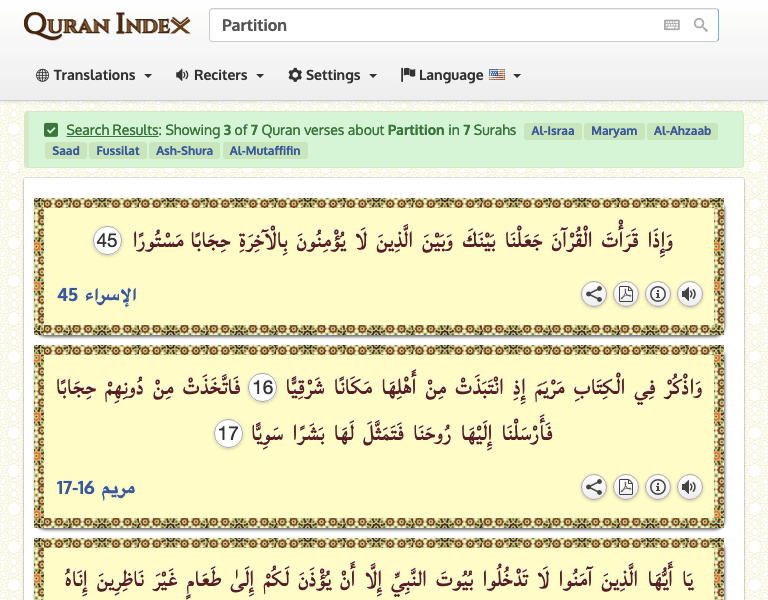 QURAN INDEX
Partition
Translations Reciters Settings Language
Search Results: Showing 3 of 7 Quran verses about Partition in 7 Surahs Al-Israa Maryam Al-Ahzaab
Saad Fussilat Ash-Shura Al-Mutaffifin
وَإِذَا قَرَأْتَ الْقُرْآنَ جَعَلْنَا بَيْنَكَ وَبَيْنَ الَّذِينَ لَا يُؤْمِنُونَ بِالْآخِرَةِ حِجَابًا مَسْتُورًا 45
الإسراء 45
وَاذْكُرْ فِي الْكِتَابِ مَرْيَمَ إِذِ انْتَبَذَتْ مِنْ أَهْلِهَا مَكَانًا شَرْقِيًّا 16 فَاتَّخَذَتْ مِنْ دُونِهِمْ حِجَابًا
فَأَرْسَلْنَا إِلَيْهَا رُوحَنَا فَتَمَثَّلَ لَهَا بَشَرًا سَوِيًّا 17
مريم 16-17
يَا أَيُّهَا الَّذِينَ آمَنُوا لَا تَدْخُلُوا بُيُوتَ النَّبِيِّ إِلَّا أَنْ يُؤْذَنَ لَكُمْ إِلَىٰ طَعَامٍ غَيْرَ نَاظِرِينَ إِنَاهُ